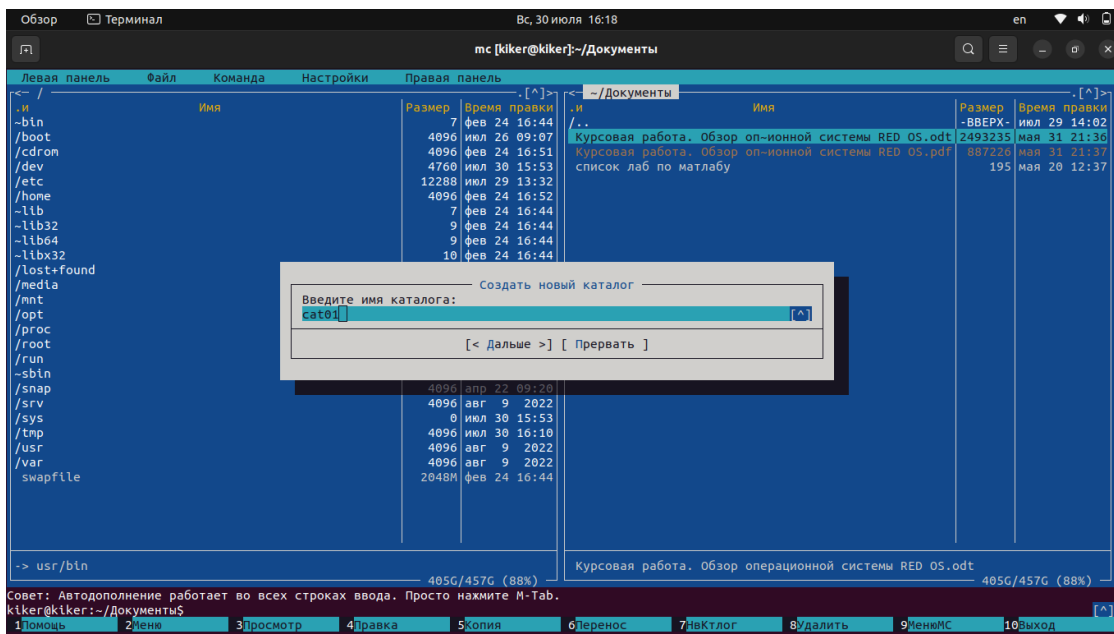 Обзор Терминал Вс, 30 июля 16:18 en
mc [kiker@kiker]:~/Документы
Левая панель Файл Команда Настройки Правая панель
<— / .[^]> <— ~/Документы .[^]>
.и Имя Размер Время правки .и Имя Размер Время правки
~bin 7 фев 24 16:44 /.. -ВВЕРХ- июл 29 14:02
/boot 4096 июл 26 09:07 Курсовая работа. Обзор оп~ионной системы RED OS.odt 2493235 мая 31 21:36
/cdrom 4096 фев 24 16:51 Курсовая работа. Обзор оп~ионной системы RED OS.pdf 887226 мая 31 21:37
/dev 4760 июл 30 15:53 список лаб по матлабу 195 мая 20 12:37
/etc 12288 июл 29 13:32
/home 4096 фев 24 16:52
~lib 7 фев 24 16:44
~lib32 9 фев 24 16:44
~lib64 9 фев 24 16:44
~libx32 10 фев 24 16:44
/lost+found
/media Создать новый каталог
/mnt Введите имя каталога:
/opt cat01 [^]
/proc
/root [< Дальше >] [ Прервать ]
/run
~sbin
/snap 4096 апр 22 09:20
/srv 4096 авг 9 2022
/sys 0 июл 30 15:53
/tmp 4096 июл 30 16:10
/usr 4096 авг 9 2022
/var 4096 авг 9 2022
swapfile 2048M фев 24 16:44
-> usr/bin Курсовая работа. Обзор операционной системы RED OS.odt
405G/457G (88%) 405G/457G (88%)
Совет: Автодополнение работает во всех строках ввода. Просто нажмите M-Tab.
kiker@kiker:~/Документы$ [^]
1Помощь 2Меню 3Просмотр 4Правка 5Копия 6Перенос 7НвКтлог 8Удалить 9МенюMC 10Выход